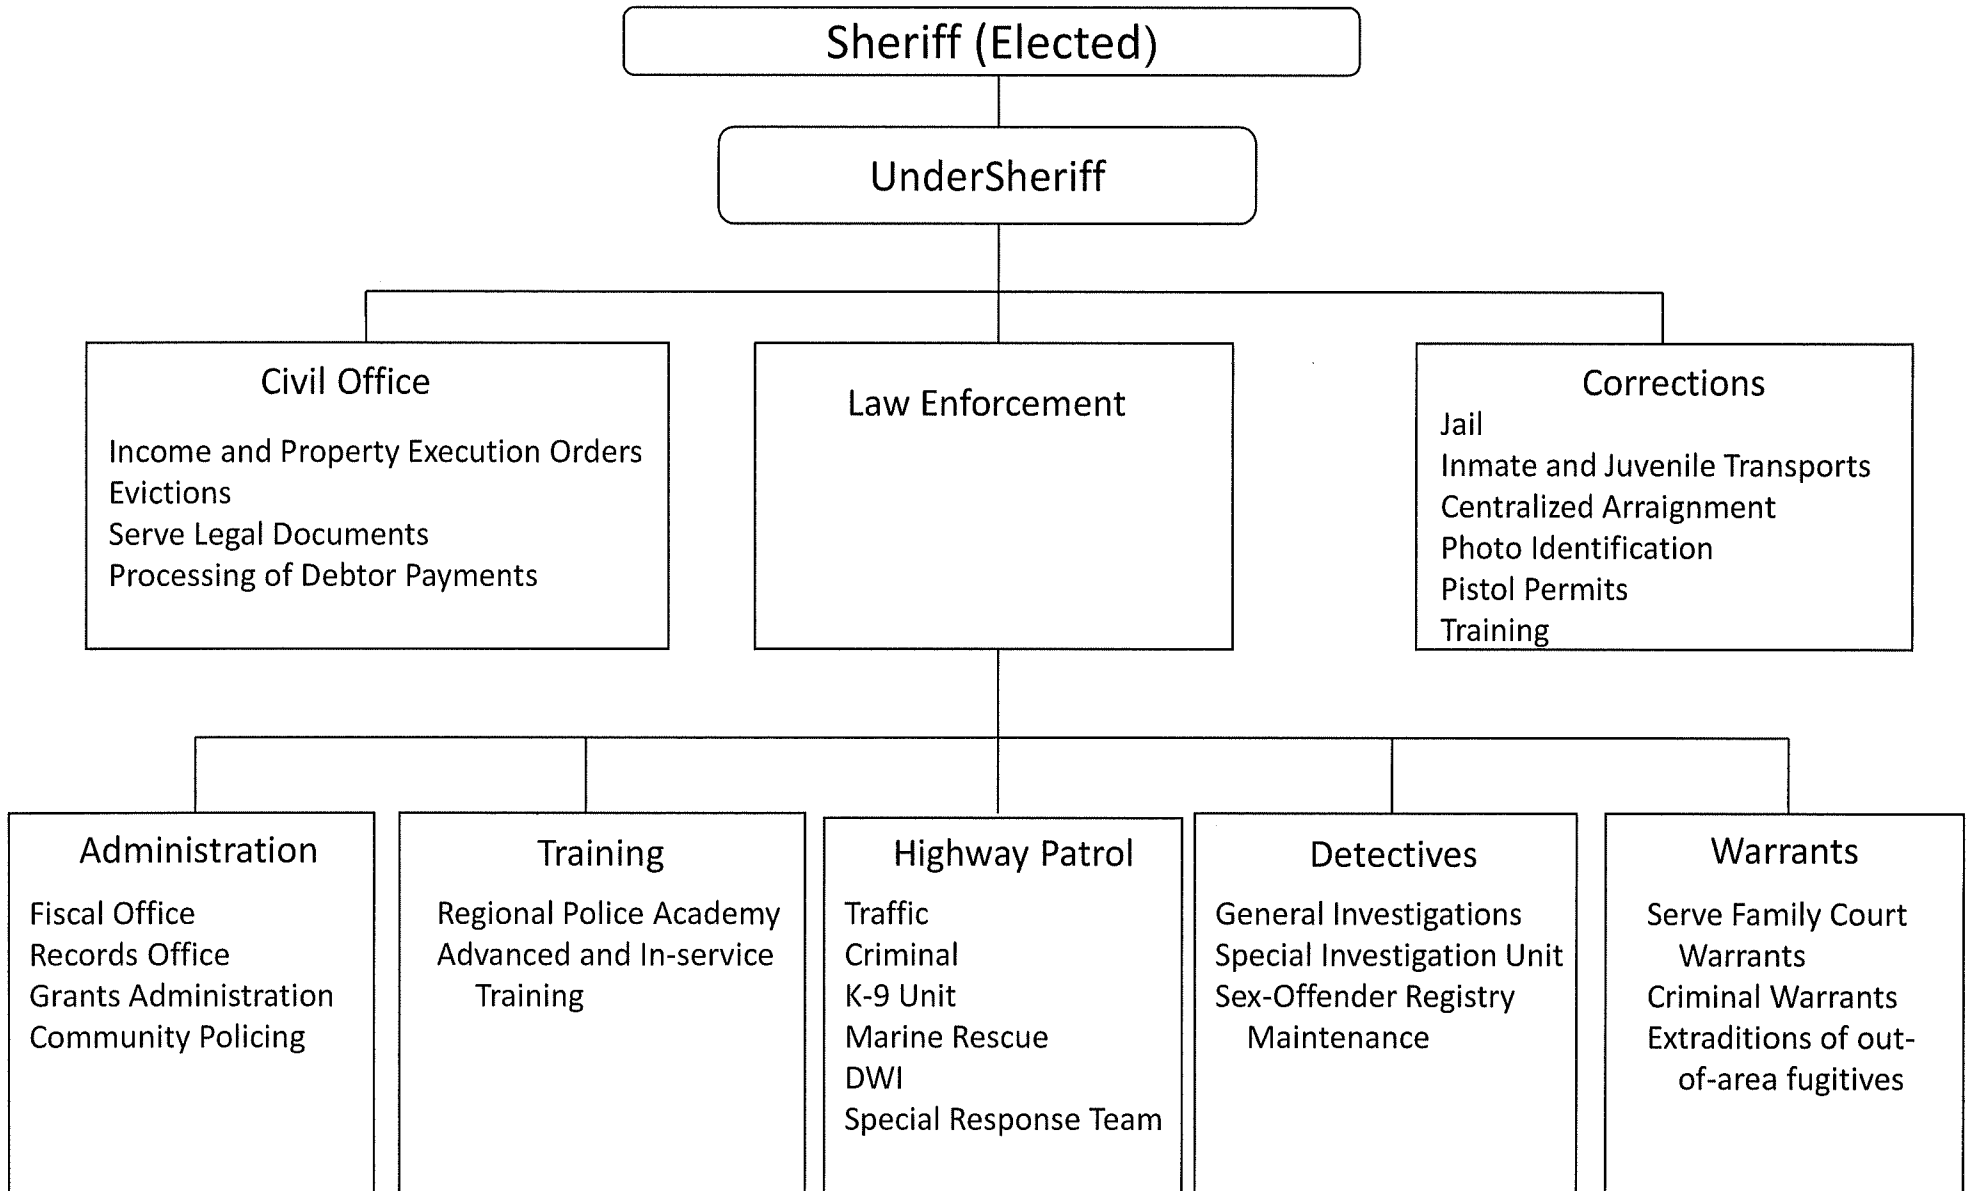 Sheriff (Elected)
UnderSheriff
Civil Office
Income and Property Execution Orders
Evictions
Serve Legal Documents
Processing of Debtor Payments
Law Enforcement
Corrections
Jail
Inmate and Juvenile Transports
Centralized Arraignment
Photo Identification
Pistol Permits
Training
Administration
Fiscal Office
Records Office
Grants Administration
Community Policing
Training
Regional Police Academy
Advanced and In-service
Training
Highway Patrol
Traffic
Criminal
K-9 Unit
Marine Rescue
DWI
Special Response Team
Detectives
General Investigations
Special Investigation Unit
Sex-Offender Registry
Maintenance
Warrants
Serve Family Court
Warrants
Criminal Warrants
Extraditions of out-
of-area fugitives